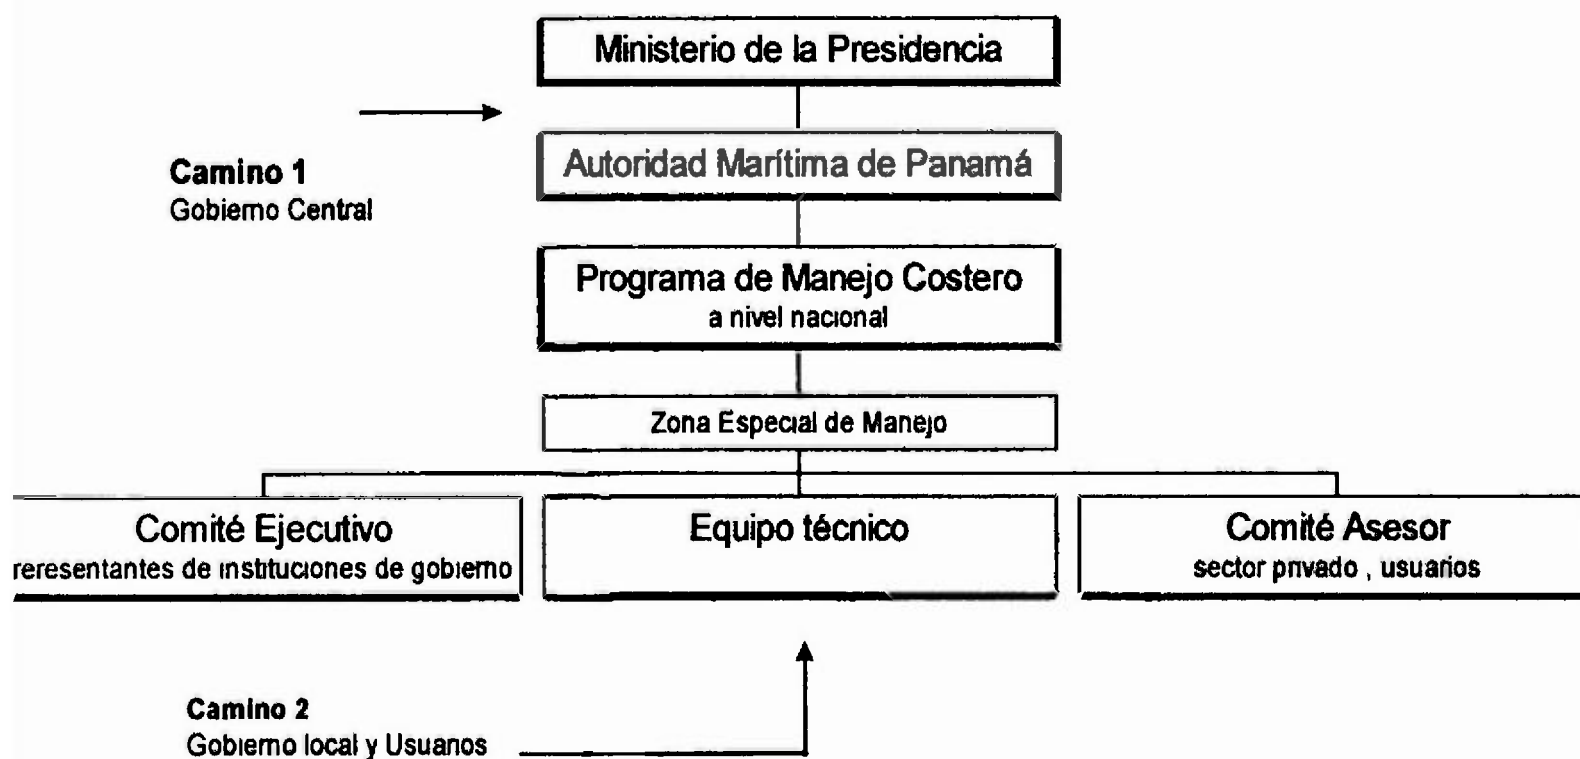 Ministerio de la Presidencia
Camino 1
Gobierno Central
Autoridad Marítima de Panamá
Programa de Manejo Costero
a nivel nacional
Zona Especial de Manejo
Comité Ejecutivo
reresentantes de instituciones de gobierno
Equipo técnico
Comité Asesor
sector privado , usuarios
Camino 2
Gobierno local y Usuarios